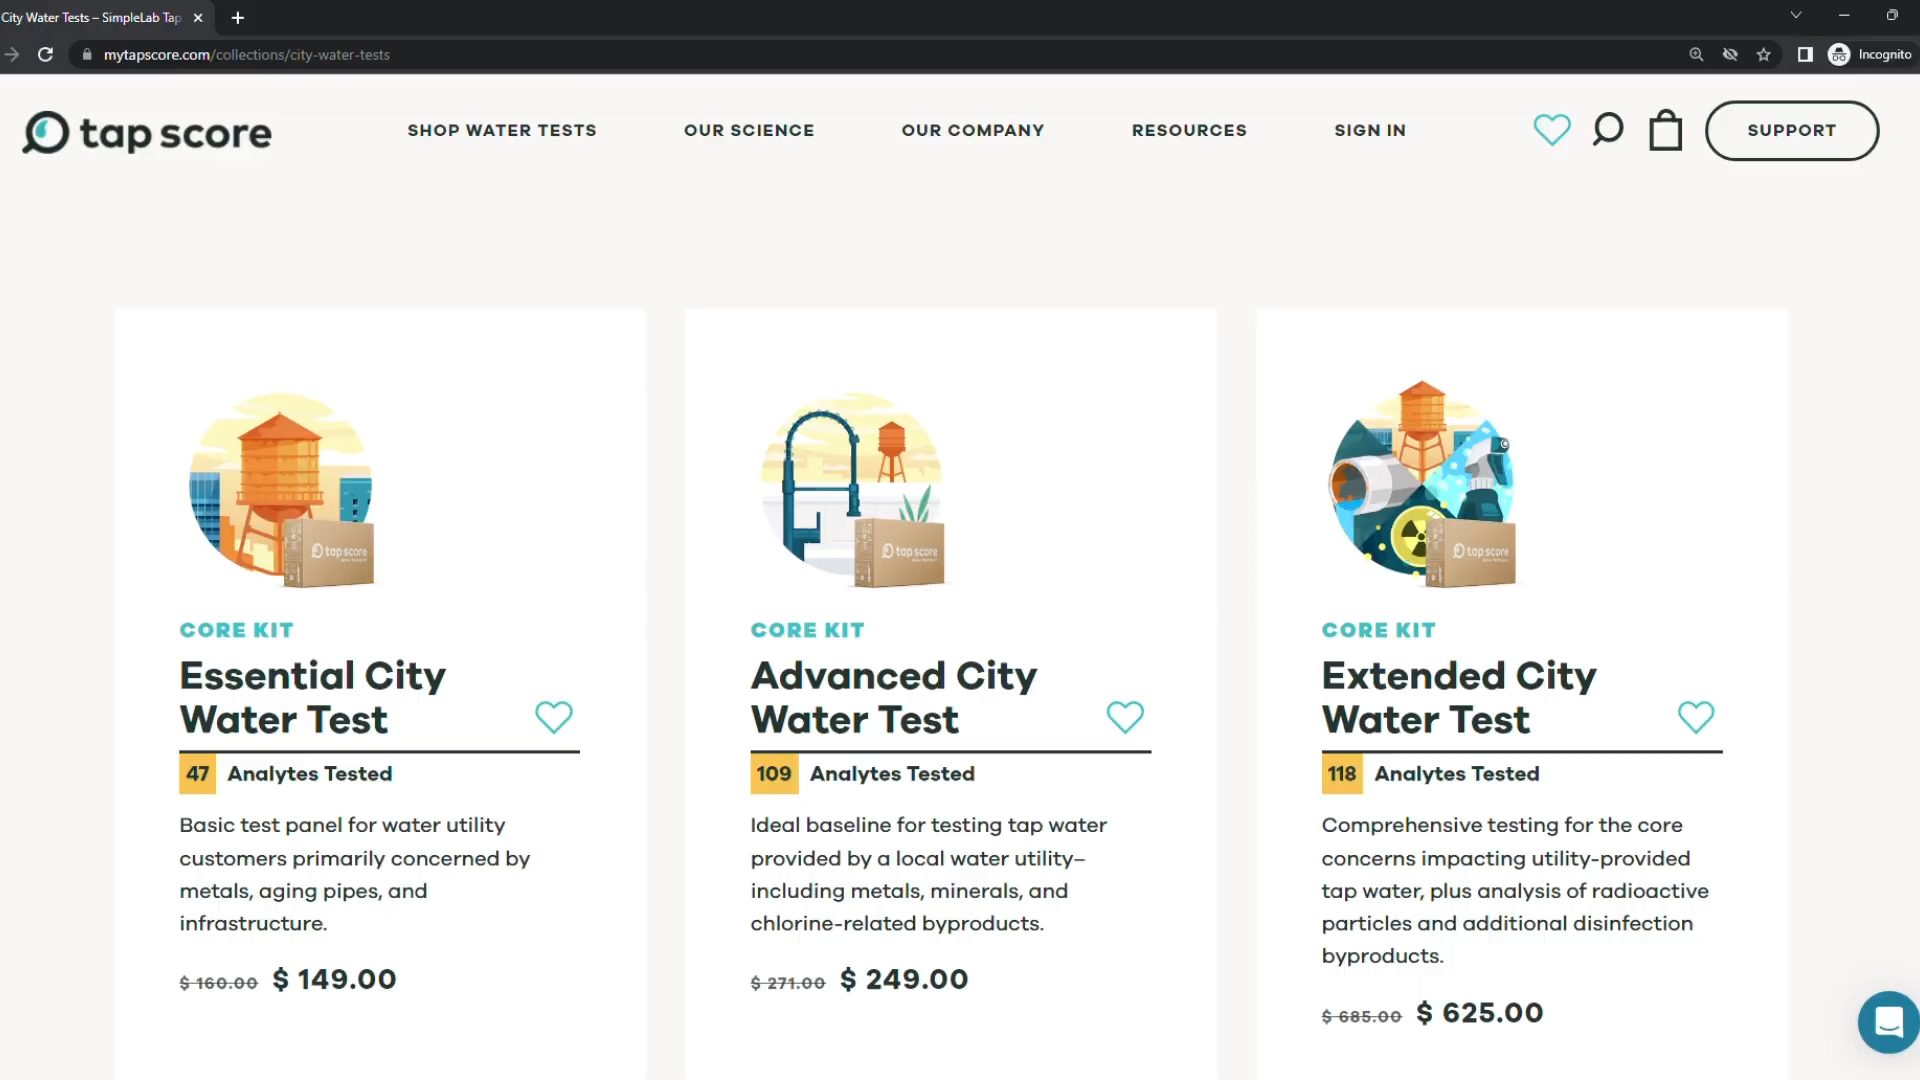 City Water Tests – SimpleLab Tap
mytapscore.com/collections/city-water-tests
Incognito
tap score
SHOP WATER TESTS
OUR SCIENCE
OUR COMPANY
RESOURCES
SIGN IN
SUPPORT
tap score
CORE KIT
Essential City
Water Test
47 Analytes Tested
Basic test panel for water utility
customers primarily concerned by
metals, aging pipes, and
infrastructure.
$ 160.00 $ 149.00
tap score
CORE KIT
Advanced City
Water Test
109 Analytes Tested
Ideal baseline for testing tap water
provided by a local water utility–
including metals, minerals, and
chlorine-related byproducts.
$ 271.00 $ 249.00
tap score
CORE KIT
Extended City
Water Test
118 Analytes Tested
Comprehensive testing for the core
concerns impacting utility-provided
tap water, plus analysis of radioactive
particles and additional disinfection
byproducts.
$ 685.00 $ 625.00